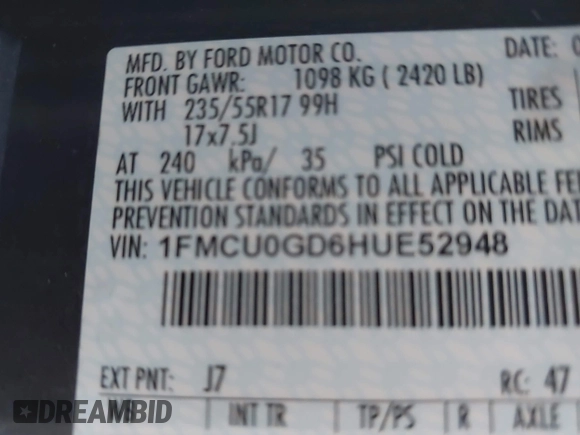 MFD. BY FORD MOTOR CO.
DATE:
FRONT GAWR: 1098 KG ( 2420 LB)
WITH 235/55R17 99H TIRES
17x7.5J RIMS
AT 240 kPa/ 35 PSI COLD
THIS VEHICLE CONFORMS TO ALL APPLICABLE FE
PREVENTION STANDARDS IN EFFECT ON THE DAT
VIN: 1FMCU0GD6HUE52948
EXT PNT: J7 RC: 47
INT TR TP/PS R AXLE
DREAMBID